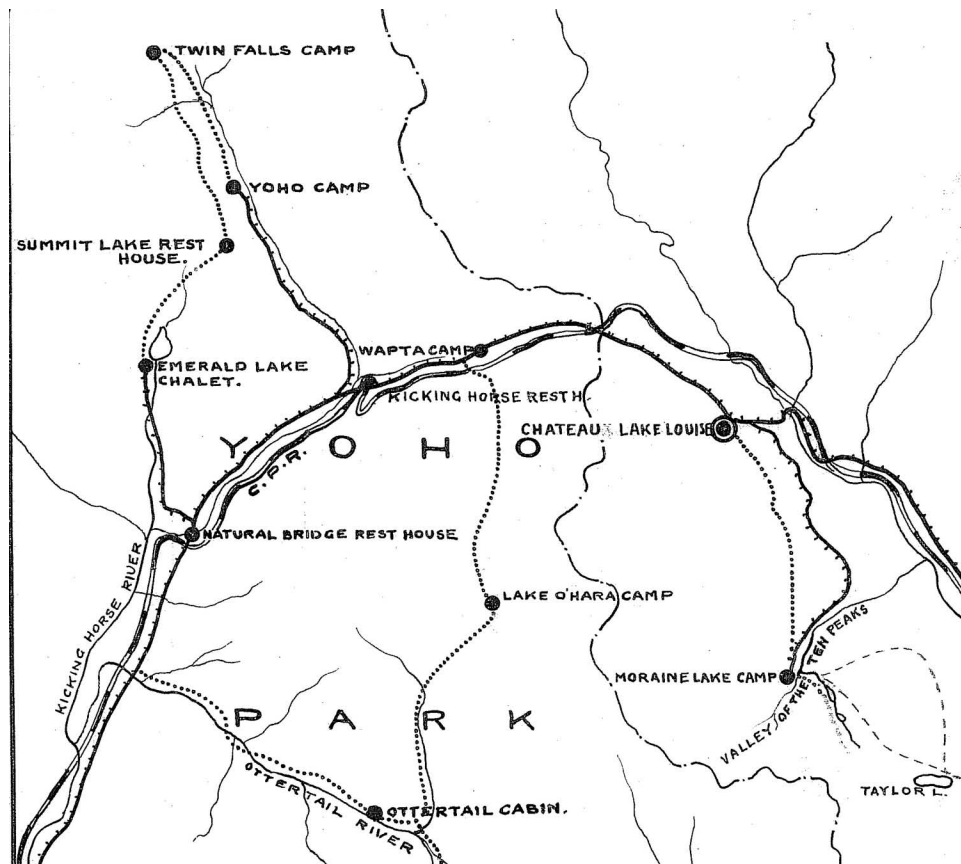 TWIN FALLS CAMP
YOHO CAMP
SUMMIT LAKE REST
HOUSE.
WAPTA CAMP
EMERALD LAKE
CHALET.
KICKING HORSE REST H.
CHATEAU LAKE LOUISE
YOHO
C.P.R.
NATURAL BRIDGE REST HOUSE
KICKING HORSE RIVER
LAKE O'HARA CAMP
VALLEY OF THE TEN PEAKS
MORAINE LAKE CAMP
PARK
OTTERTAIL RIVER
TAYLOR L.
OTTERTAIL CABIN.